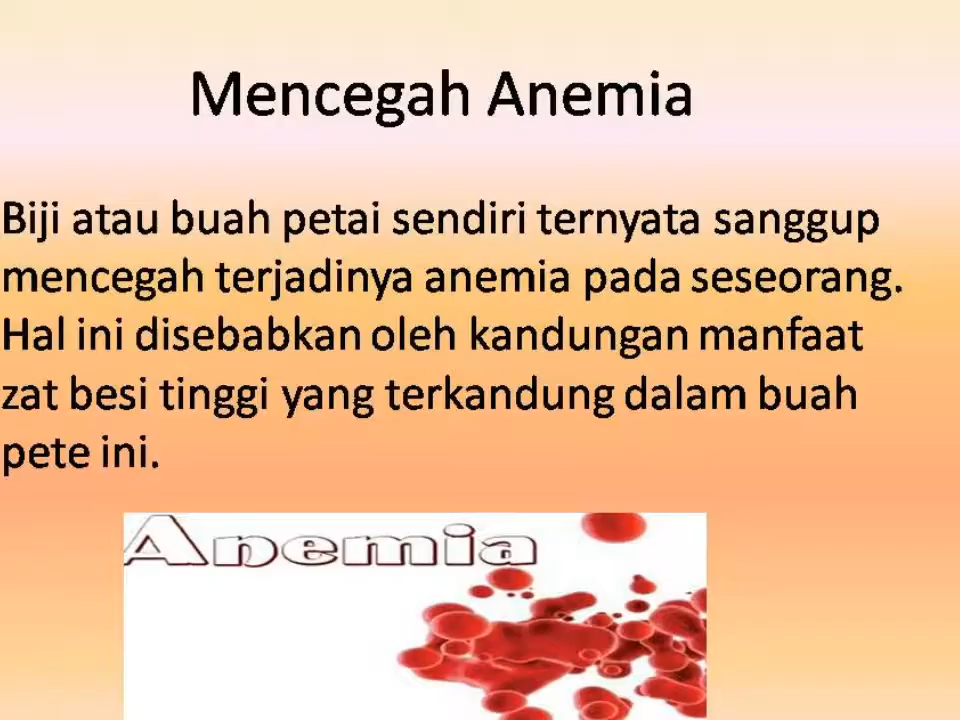 Mencegah Anemia
Biji atau buah petai sendiri ternyata sanggup
mencegah terjadinya anemia pada seseorang.
Hal ini disebabkan oleh kandungan manfaat
zat besi tinggi yang terkandung dalam buah
pete ini.
Anemia